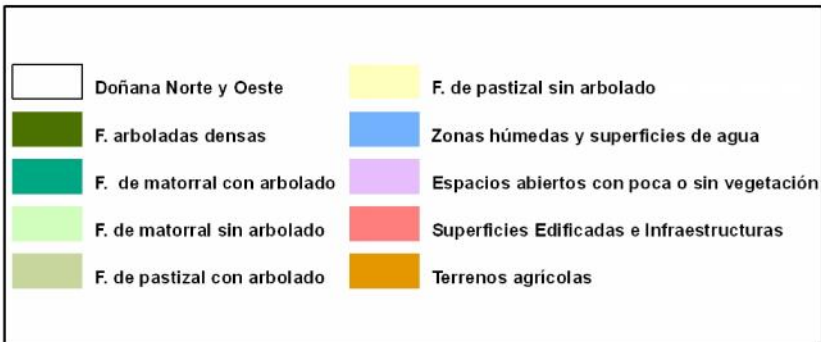 Doñana Norte y Oeste
F. arboladas densas
F. de matorral con arbolado
F. de matorral sin arbolado
F. de pastizal con arbolado
F. de pastizal sin arbolado
Zonas húmedas y superficies de agua
Espacios abiertos con poca o sin vegetación
Superficies Edificadas e Infraestructuras
Terrenos agrícolas